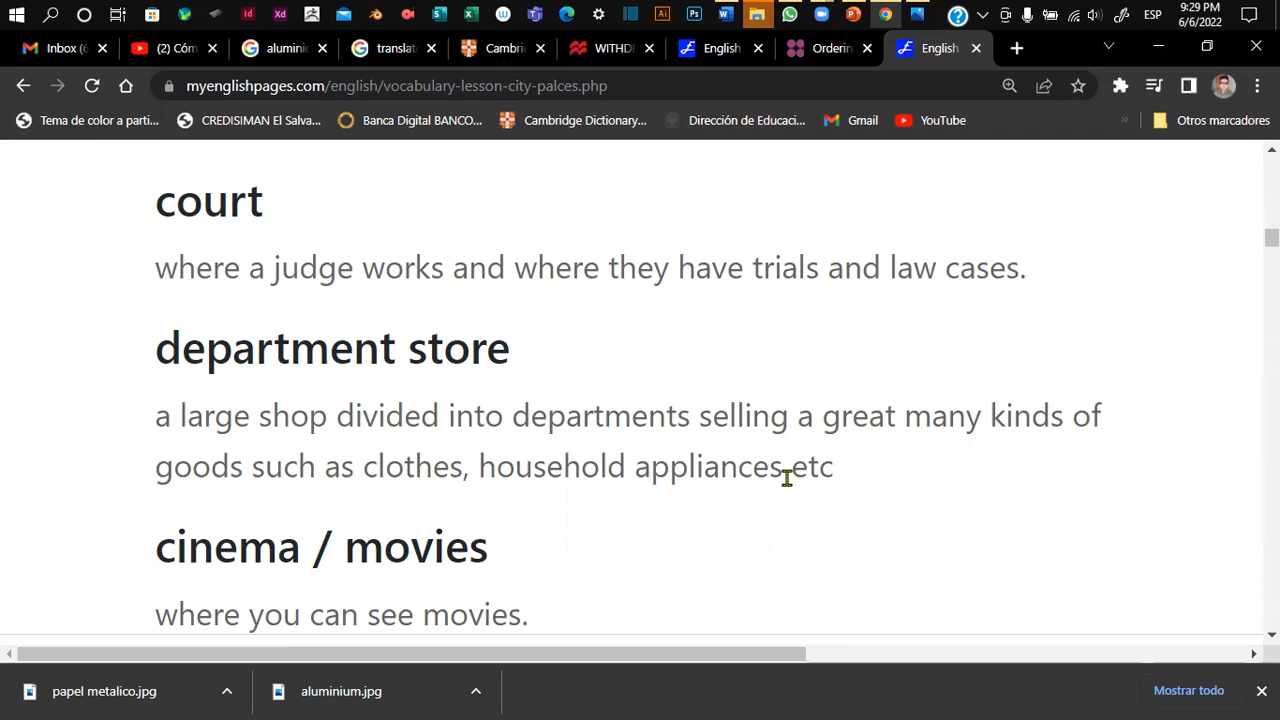 ESP
9:29 PM
6/6/2022
Inbox (6
(2) Cóm
aluminio
translat
Cambri
WITHDI
English
Orderin
English
myenglishpages.com/english/vocabulary-lesson-city-palces.php
Tema de color a parti...
CREDISIMAN El Salva...
Banca Digital BANCO...
Cambridge Dictionary...
Dirección de Educaci...
Gmail
YouTube
»
Otros marcadores
court
where a judge works and where they have trials and law cases.
department store
a large shop divided into departments selling a great many kinds of
goods such as clothes, household appliances etc
cinema / movies
where you can see movies.
papel metalico.jpg
aluminium.jpg
Mostrar todo